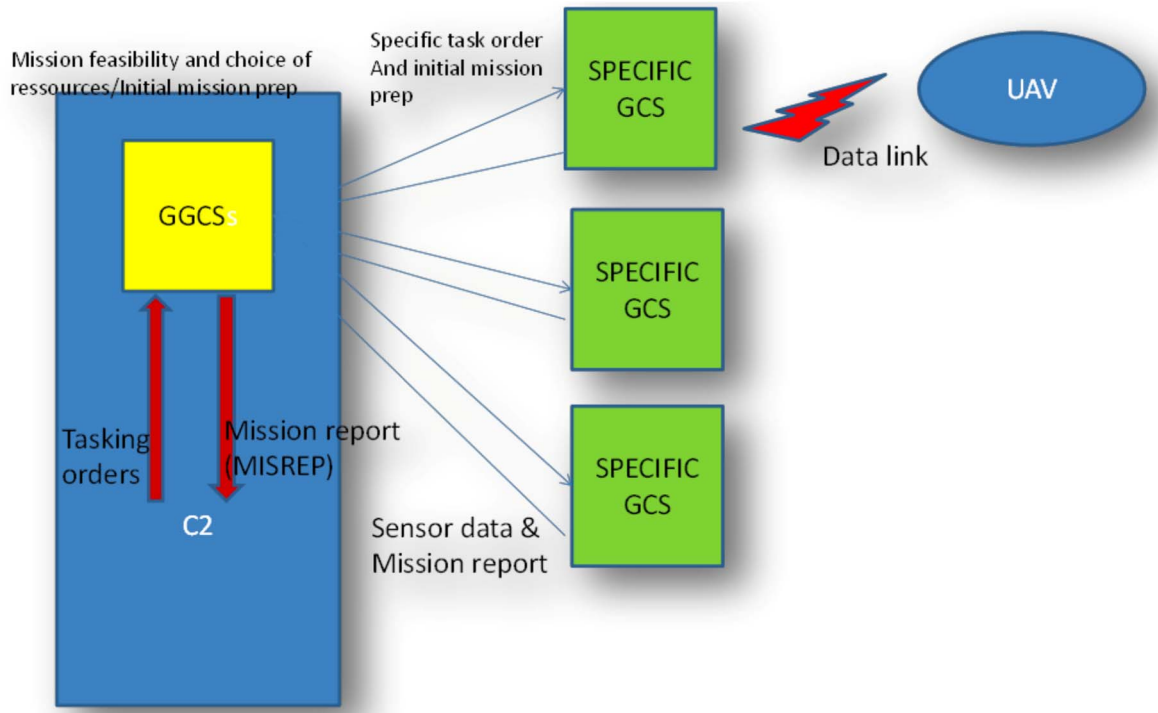 Mission feasibility and choice of
ressources/Initial mission prep
Specific task order
And initial mission
prep
SPECIFIC
GCS
UAV
Data link
GGCSs
SPECIFIC
GCS
Tasking
orders
Mission report
(MISREP)
C2
SPECIFIC
GCS
Sensor data &
Mission report